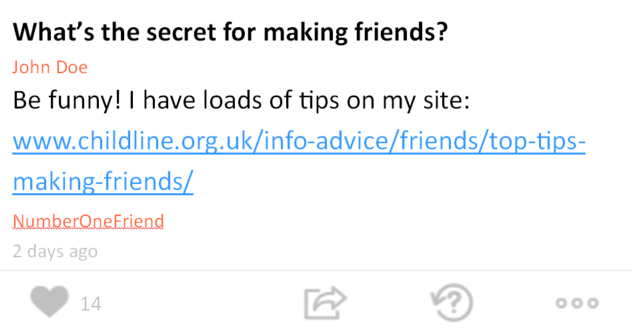 What's the secret for making friends?
John Doe
Be funny! I have loads of tips on my site:
www.childline.org.uk/info-advice/friends/top-tips-
making-friends/
NumberOneFriend
2 days ago
14
?